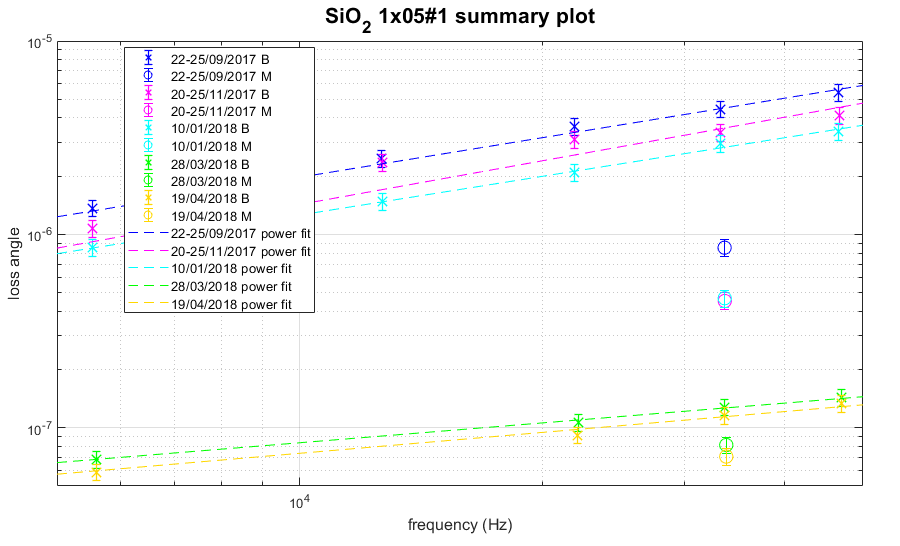 SiO2 1x05#1 summary plot
10^-5
22-25/09/2017 B
22-25/09/2017 M
20-25/11/2017 B
20-25/11/2017 M
10/01/2018 B
10/01/2018 M
28/03/2018 B
28/03/2018 M
19/04/2018 B
19/04/2018 M
22-25/09/2017 power fit
20-25/11/2017 power fit
10/01/2018 power fit
28/03/2018 power fit
19/04/2018 power fit
10^-6
loss angle
10^-7
10^4
frequency (Hz)